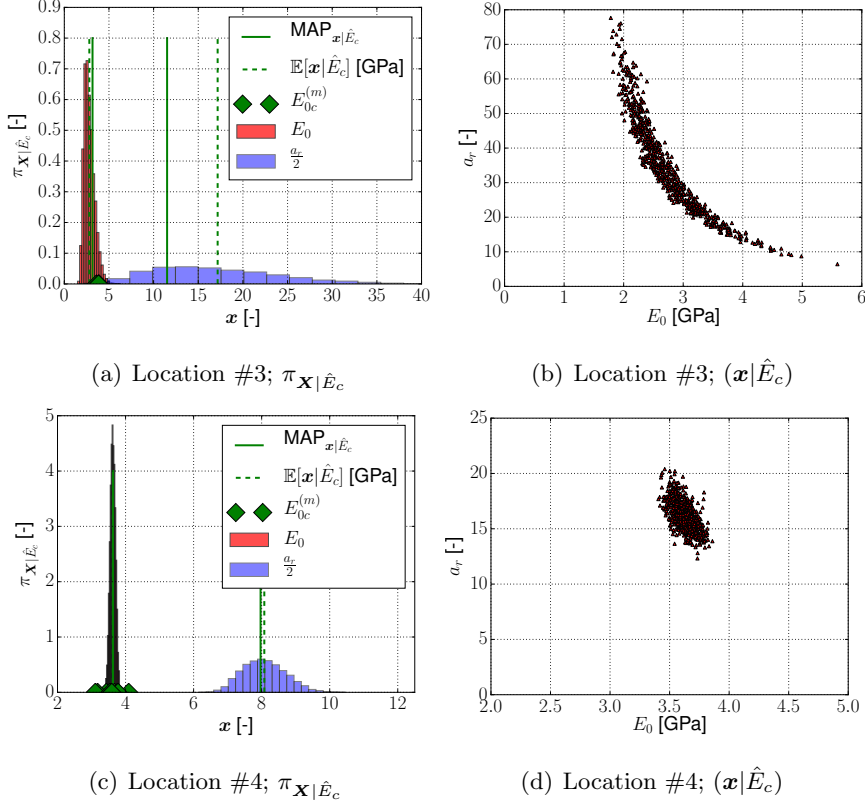 0.9
0.8
0.7
0.6
0.5
0.4
0.3
0.2
0.1
0.0
π_{X|Ê_c} [-]
MAP_{x|Ê_c}
𝔼[x|Ê_c] [GPa]
E_{0c}^{(m)}
E_0
a_r/2
0 5 10 15 20 25 30 35 40
x [-]
80
70
60
50
40
30
20
10
0
a_r [-]
0 1 2 3 4 5 6
E_0 [GPa]
(a) Location #3; π_{X|Ê_c}
(b) Location #3; (x|Ê_c)
5
4
3
2
1
0
π_{X|Ê_c} [-]
MAP_{x|Ê_c}
𝔼[x|Ê_c] [GPa]
E_{0c}^{(m)}
E_0
a_r/2
2 4 6 8 10 12
x [-]
25
20
15
10
5
0
a_r [-]
2.0 2.5 3.0 3.5 4.0 4.5 5.0
E_0 [GPa]
(c) Location #4; π_{X|Ê_c}
(d) Location #4; (x|Ê_c)